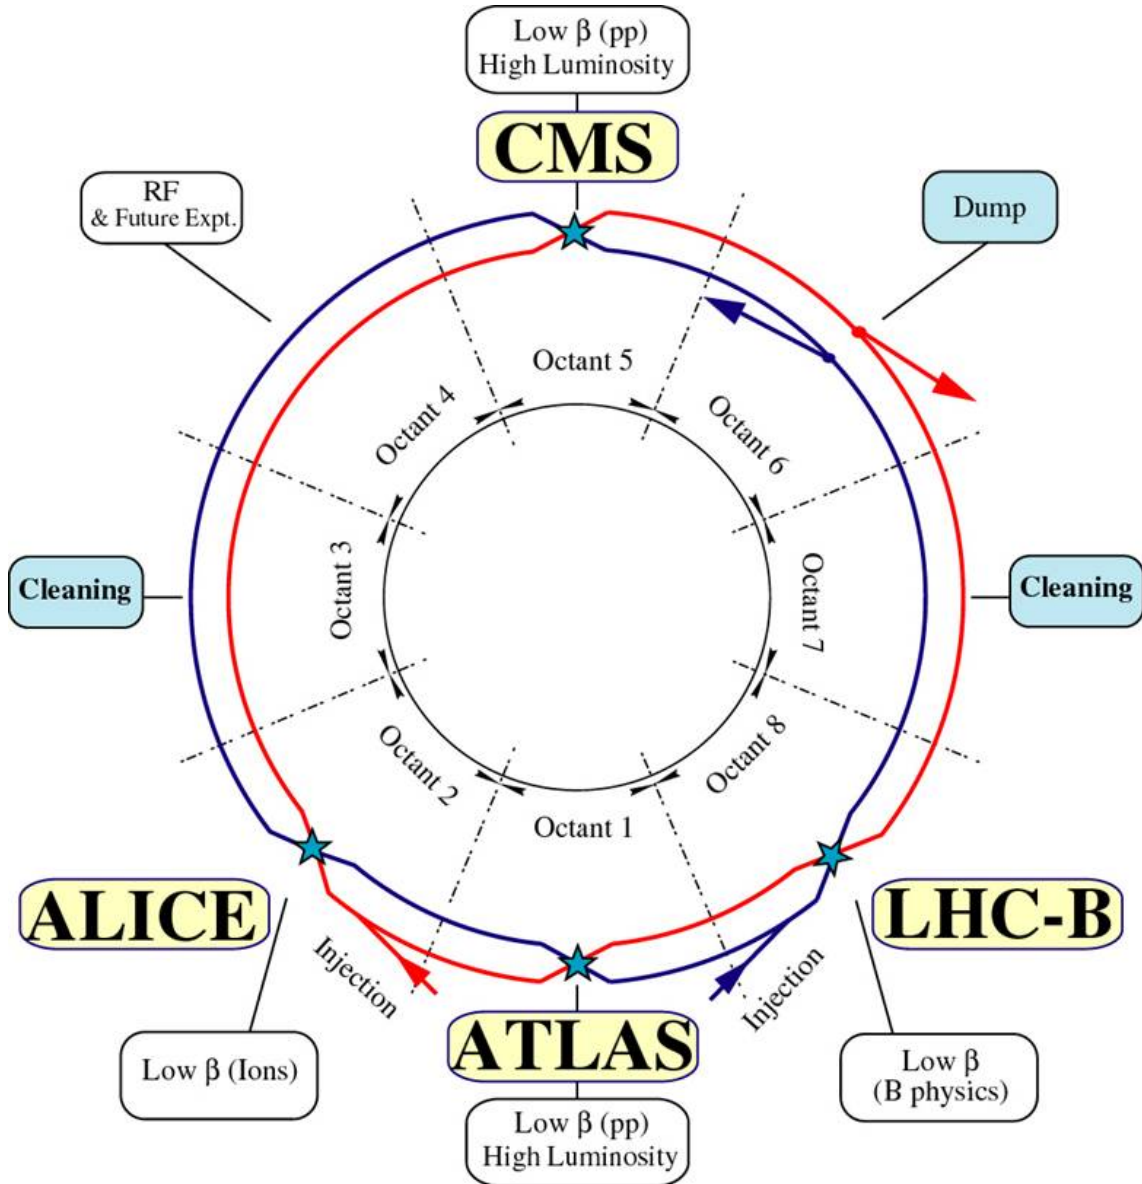 Low β (pp)
High Luminosity
CMS
RF
& Future Expt.
Dump
Octant 5
Octant 4
Octant 6
Cleaning
Octant 3
Octant 7
Cleaning
Octant 2
Octant 8
Octant 1
ALICE
LHC-B
Injection
Injection
ATLAS
Low β (Ions)
Low β
(B physics)
Low β (pp)
High Luminosity